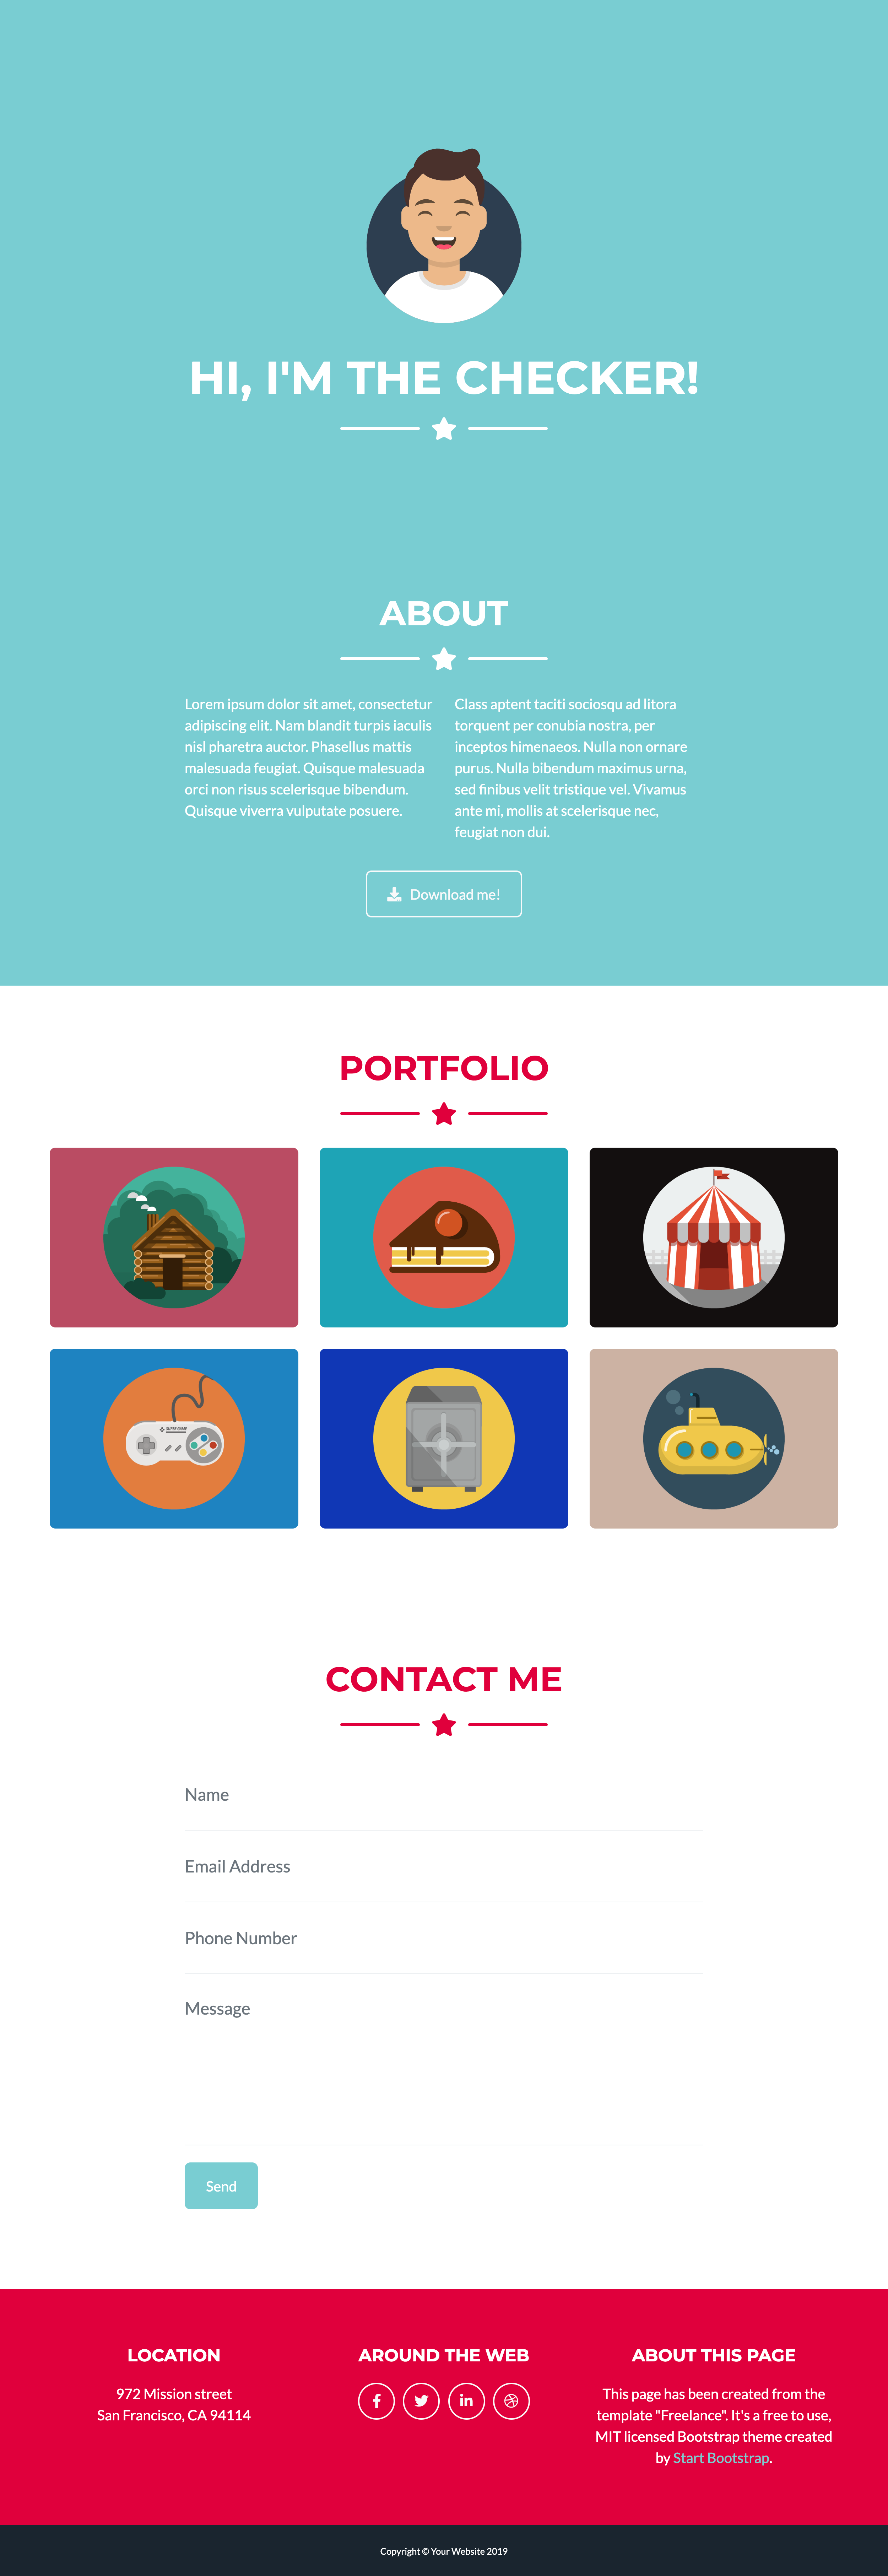 HI, I'M THE CHECKER!
ABOUT
Lorem ipsum dolor sit amet, consectetur
adipiscing elit. Nam blandit turpis iaculis
nisl pharetra auctor. Phasellus mattis
malesuada feugiat. Quisque malesuada
orci non risus scelerisque bibendum.
Quisque viverra vulputate posuere.
Class aptent taciti sociosqu ad litora
torquent per conubia nostra, per
inceptos himenaeos. Nulla non ornare
purus. Nulla bibendum maximus urna,
sed finibus velit tristique vel. Vivamus
ante mi, mollis at scelerisque nec,
feugiat non dui.
Download me!
PORTFOLIO
SUPER GAME
CONTACT ME
Name
Email Address
Phone Number
Message
Send
LOCATION
972 Mission street
San Francisco, CA 94114
AROUND THE WEB
ABOUT THIS PAGE
This page has been created from the
template "Freelance". It's a free to use,
MIT licensed Bootstrap theme created
by Start Bootstrap.
Copyright © Your Website 2019